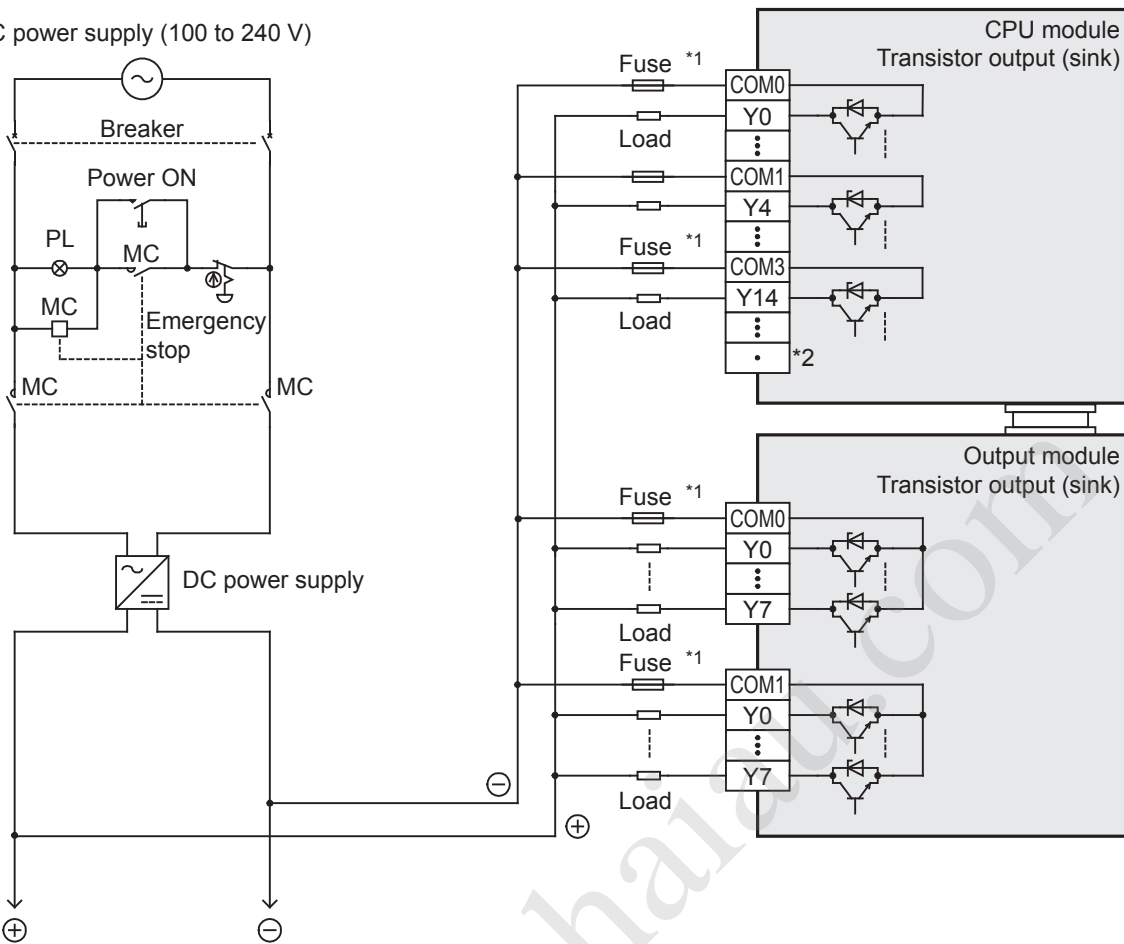 C power supply (100 to 240 V)
Breaker
Power ON
PL
MC
MC
Emergency
stop
MC
MC
DC power supply
⊕
⊖
⊖
⊕
CPU module
Transistor output (sink)
Fuse *1
COM0
Y0
Load
COM1
Y4
Fuse *1
COM3
Y14
Load
*2
Output module
Transistor output (sink)
Fuse *1
COM0
Y0
Y7
Load
Fuse *1
COM1
Y0
Y7
Load
haiau.com